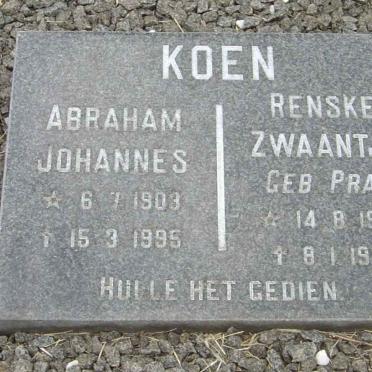 KOEN
ABRAHAM
JOHANNES
☆ 6 7 1903
† 15 3 1995
RENSKE
ZWAANTJ
GEB PRA
☆ 14 8 19
† 8 1 19
HULLE HET GEDIEN.